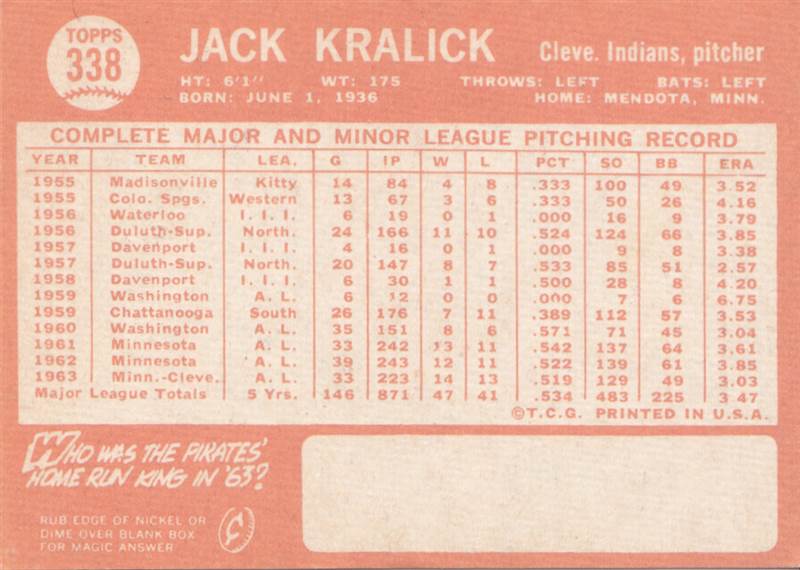 TOPPS
338
JACK KRALICK Cleve. Indians, pitcher
HT: 6'1" WT: 175 THROWS: LEFT BATS: LEFT
BORN: JUNE 1, 1936 HOME: MENDOTA, MINN.
COMPLETE MAJOR AND MINOR LEAGUE PITCHING RECORD
YEAR TEAM LEA. G IP W L PCT SO BB ERA
1955 Madisonville Kitty 14 84 4 8 .333 100 49 3.52
1955 Colo. Spgs. Western 13 67 3 6 .333 50 26 4.16
1956 Waterloo I. I. I. 6 19 0 1 .000 16 9 3.79
1956 Duluth-Sup. North. 24 166 11 10 .524 124 66 3.85
1957 Davenport I. I. I. 4 16 0 1 .000 9 8 3.38
1957 Duluth-Sup. North. 20 147 8 7 .533 85 51 2.57
1958 Davenport I. I. I. 6 30 1 1 .500 28 8 4.20
1959 Washington A. L. 6 12 0 0 .000 7 6 6.75
1959 Chattanooga South 26 176 7 11 .389 112 57 3.53
1960 Washington A. L. 35 151 8 6 .571 71 45 3.04
1961 Minnesota A. L. 33 242 13 11 .542 137 64 3.61
1962 Minnesota A. L. 39 243 12 11 .522 139 61 3.85
1963 Minn.-Cleve. A. L. 33 223 14 13 .519 129 49 3.03
Major League Totals 5 Yrs. 146 871 47 41 .534 483 225 3.47
©T.C.G. PRINTED IN U.S.A.
WHO WAS THE PIRATES'
HOME RUN KING IN '63?
RUB EDGE OF NICKEL OR
DIME OVER BLANK BOX
FOR MAGIC ANSWER